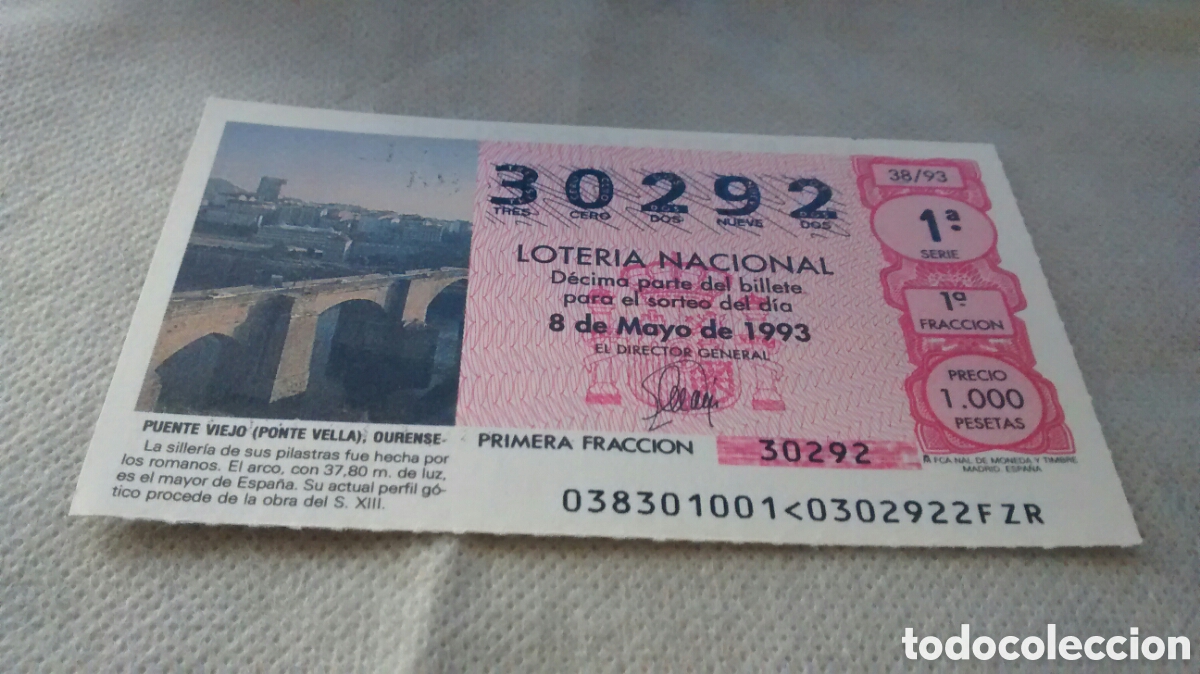 30292
TRES CERO DOS NUEVE DOS
LOTERIA NACIONAL
Décima parte del billete
para el sorteo del día
8 de Mayo de 1993
EL DIRECTOR GENERAL
38/93
1ª
SERIE
1ª
FRACCION
PRECIO
1.000
PESETAS
PUENTE VIEJO (PONTE VELLA), OURENSE-
La sillería de sus pilastras fue hecha por
los romanos. El arco, con 37,80 m. de luz,
es el mayor de España. Su actual perfil gó-
tico procede de la obra del S. XIII.
PRIMERA FRACCION
30292
FCA NAL DE MONEDA Y TIMBRE
MADRID ESPAÑA
038301001<0302922FZR
todocoleccion